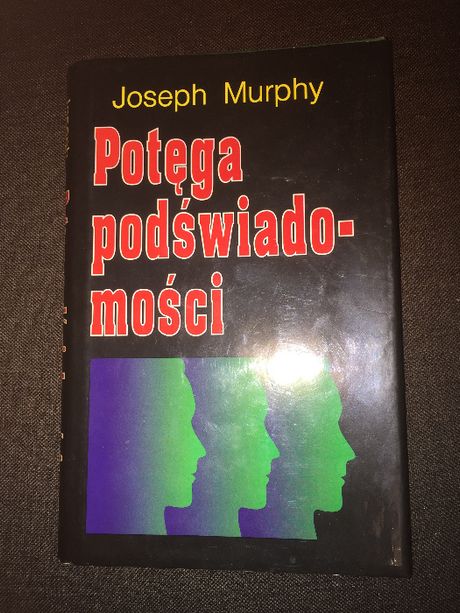 Joseph Murphy
Potęga
podświado-
mości